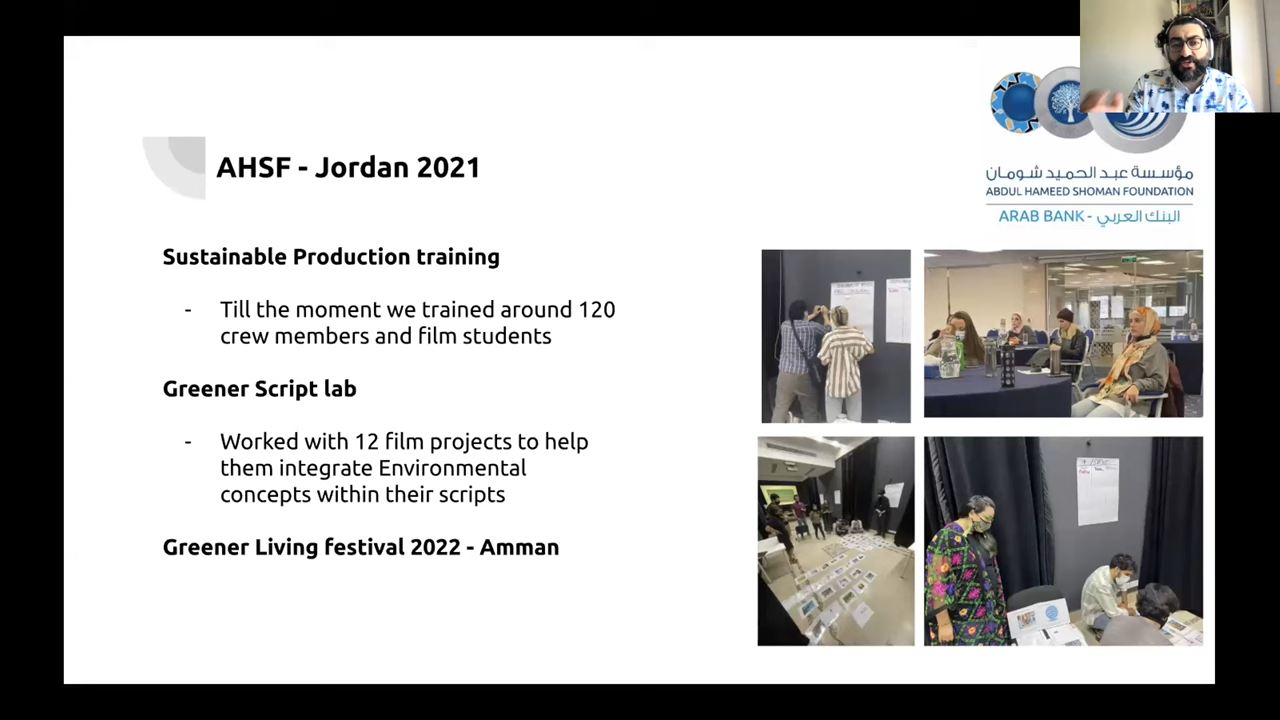 AHSF - Jordan 2021
مؤسسة عبد الحميد شومان
ABDUL HAMEED SHOMAN FOUNDATION
ARAB BANK - البنك العربي
Sustainable Production training
- Till the moment we trained around 120
crew members and film students
Greener Script lab
- Worked with 12 film projects to help
them integrate Environmental
concepts within their scripts
Greener Living festival 2022 - Amman